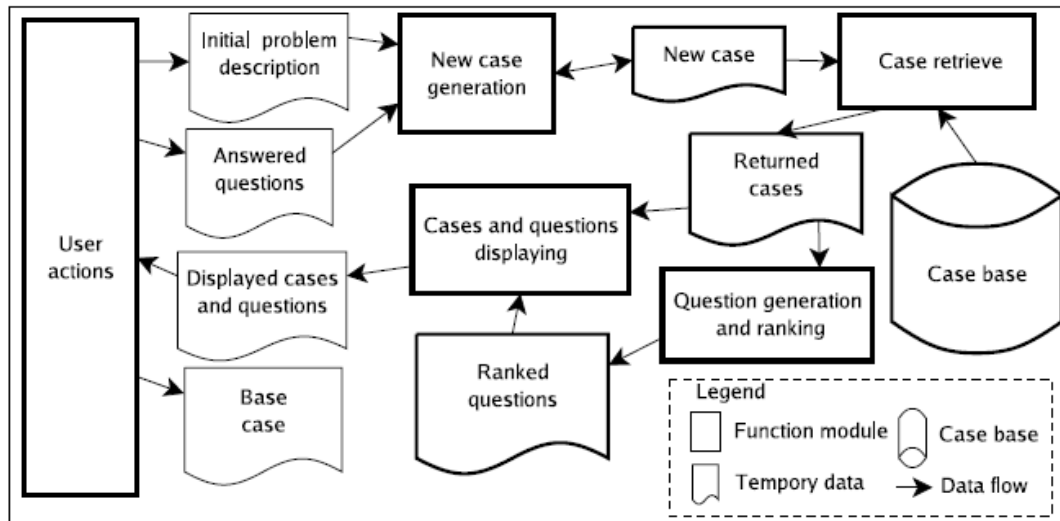 Initial problem
description
New case
generation
New case
Case retrieve
Answered
questions
Returned
cases
User
actions
Cases and questions
displaying
Displayed cases
and questions
Question generation
and ranking
Case base
Base
case
Ranked
questions
Legend
Function module
Case base
Tempory data
Data flow